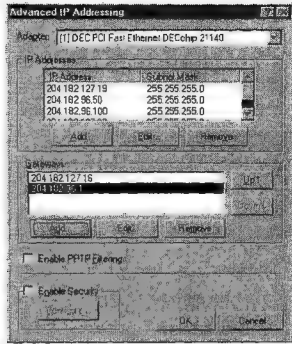 Advanced IP Addressing
Adapter: [1] DEC PCI Fast Ethernet DECchip 21140
IP Addresses
IP Address Subnet Mask
204.182.127.19 255.255.255.0
204.182.96.50 255.255.255.0
204.182.96.100 255.255.255.0
Add... Edit... Remove
Gateways
204.182.127.16
204.182.96.1
Add... Edit... Remove
Enable PPTP Filtering
Enable Security
OK Cancel